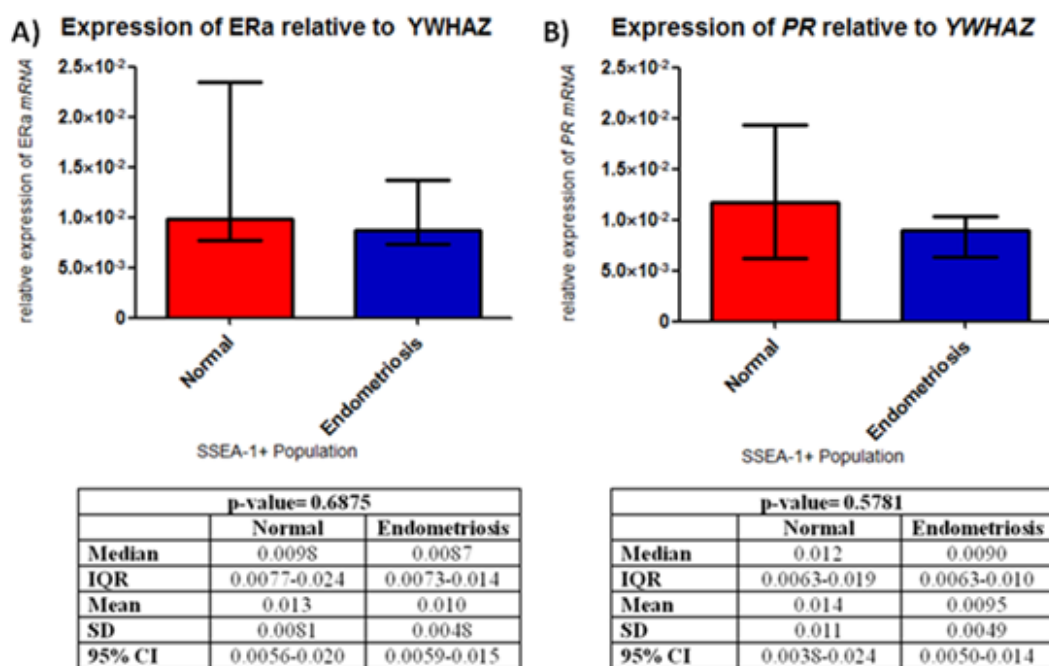 A) Expression of ERa relative to YWHAZ
relative expression of ERa mRNA
2.5×10⁻²
2.0×10⁻²
1.5×10⁻²
1.0×10⁻²
5.0×10⁻³
0
Normal
Endometriosis
SSEA-1+ Population
p-value= 0.6875
Normal Endometriosis
Median 0.0098 0.0087
IQR 0.0077-0.024 0.0073-0.014
Mean 0.013 0.010
SD 0.0081 0.0048
95% CI 0.0056-0.020 0.0059-0.015
B) Expression of PR relative to YWHAZ
relative expression of PR mRNA
2.5×10⁻²
2.0×10⁻²
1.5×10⁻²
1.0×10⁻²
5.0×10⁻³
0
Normal
Endometriosis
SSEA-1+ Population
p-value= 0.5781
Normal Endometriosis
Median 0.012 0.0090
IQR 0.0063-0.019 0.0063-0.010
Mean 0.014 0.0095
SD 0.011 0.0049
95% CI 0.0038-0.024 0.0050-0.014